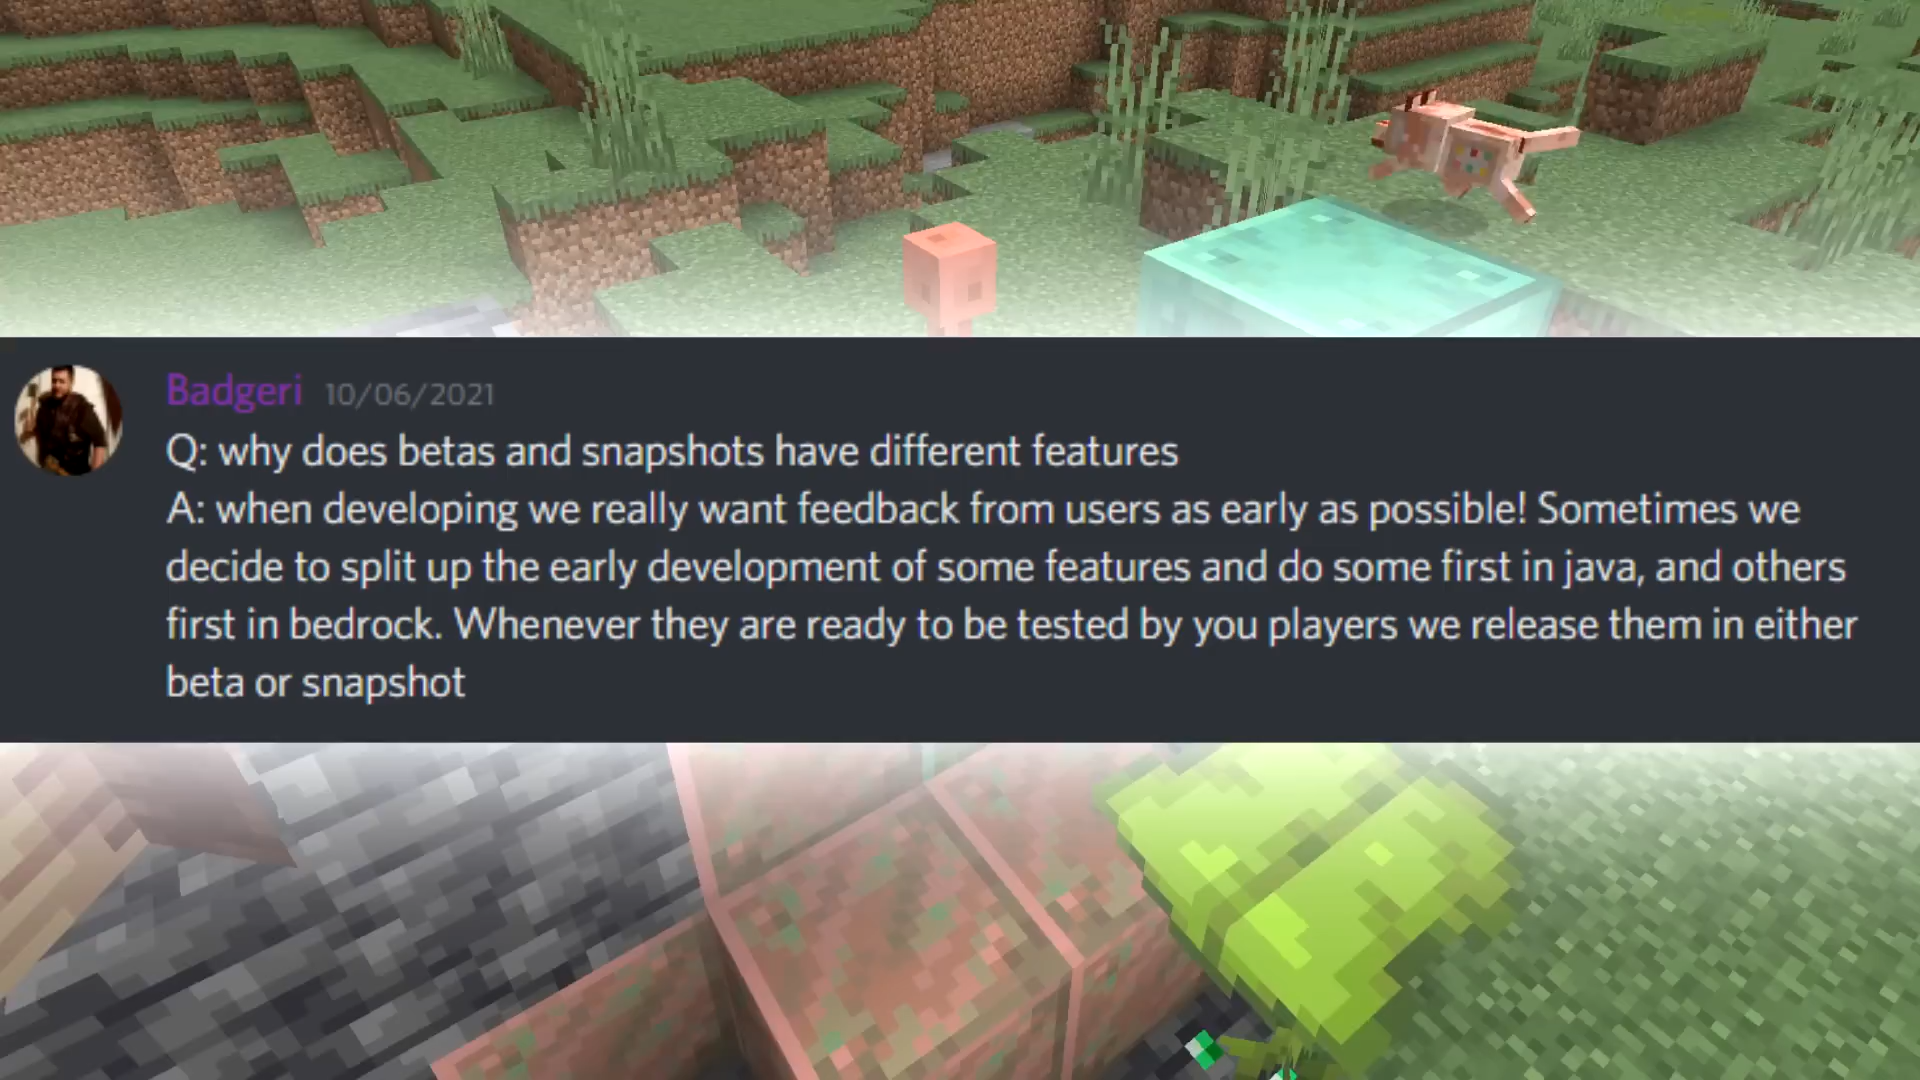 Badgeri 10/06/2021
Q: why does betas and snapshots have different features
A: when developing we really want feedback from users as early as possible! Sometimes we
decide to split up the early development of some features and do some first in java, and others
first in bedrock. Whenever they are ready to be tested by you players we release them in either
beta or snapshot